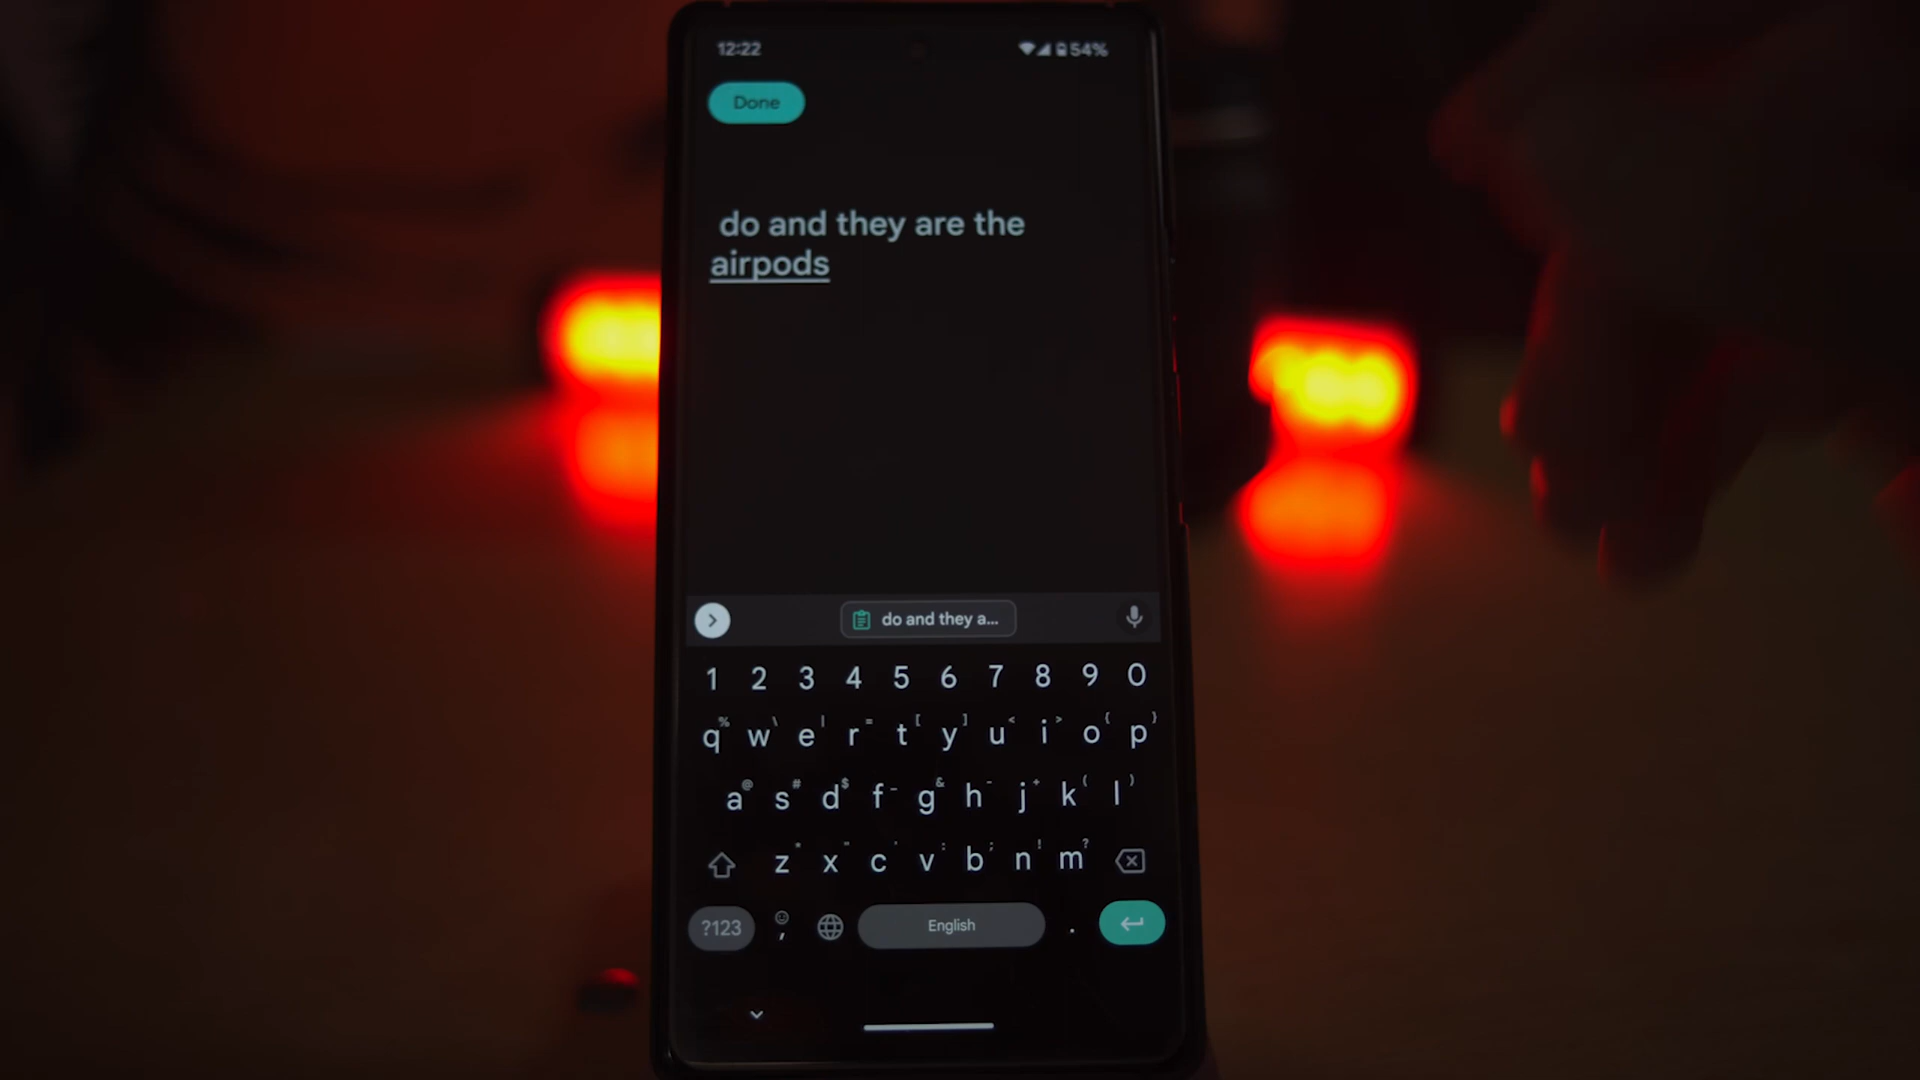 12:22
54%
Done
do and they are the
airpods
do and they a...
1 2 3 4 5 6 7 8 9 0
q w e r t y u i o p
a s d f g h j k l
z x c v b n m
?123 , English .